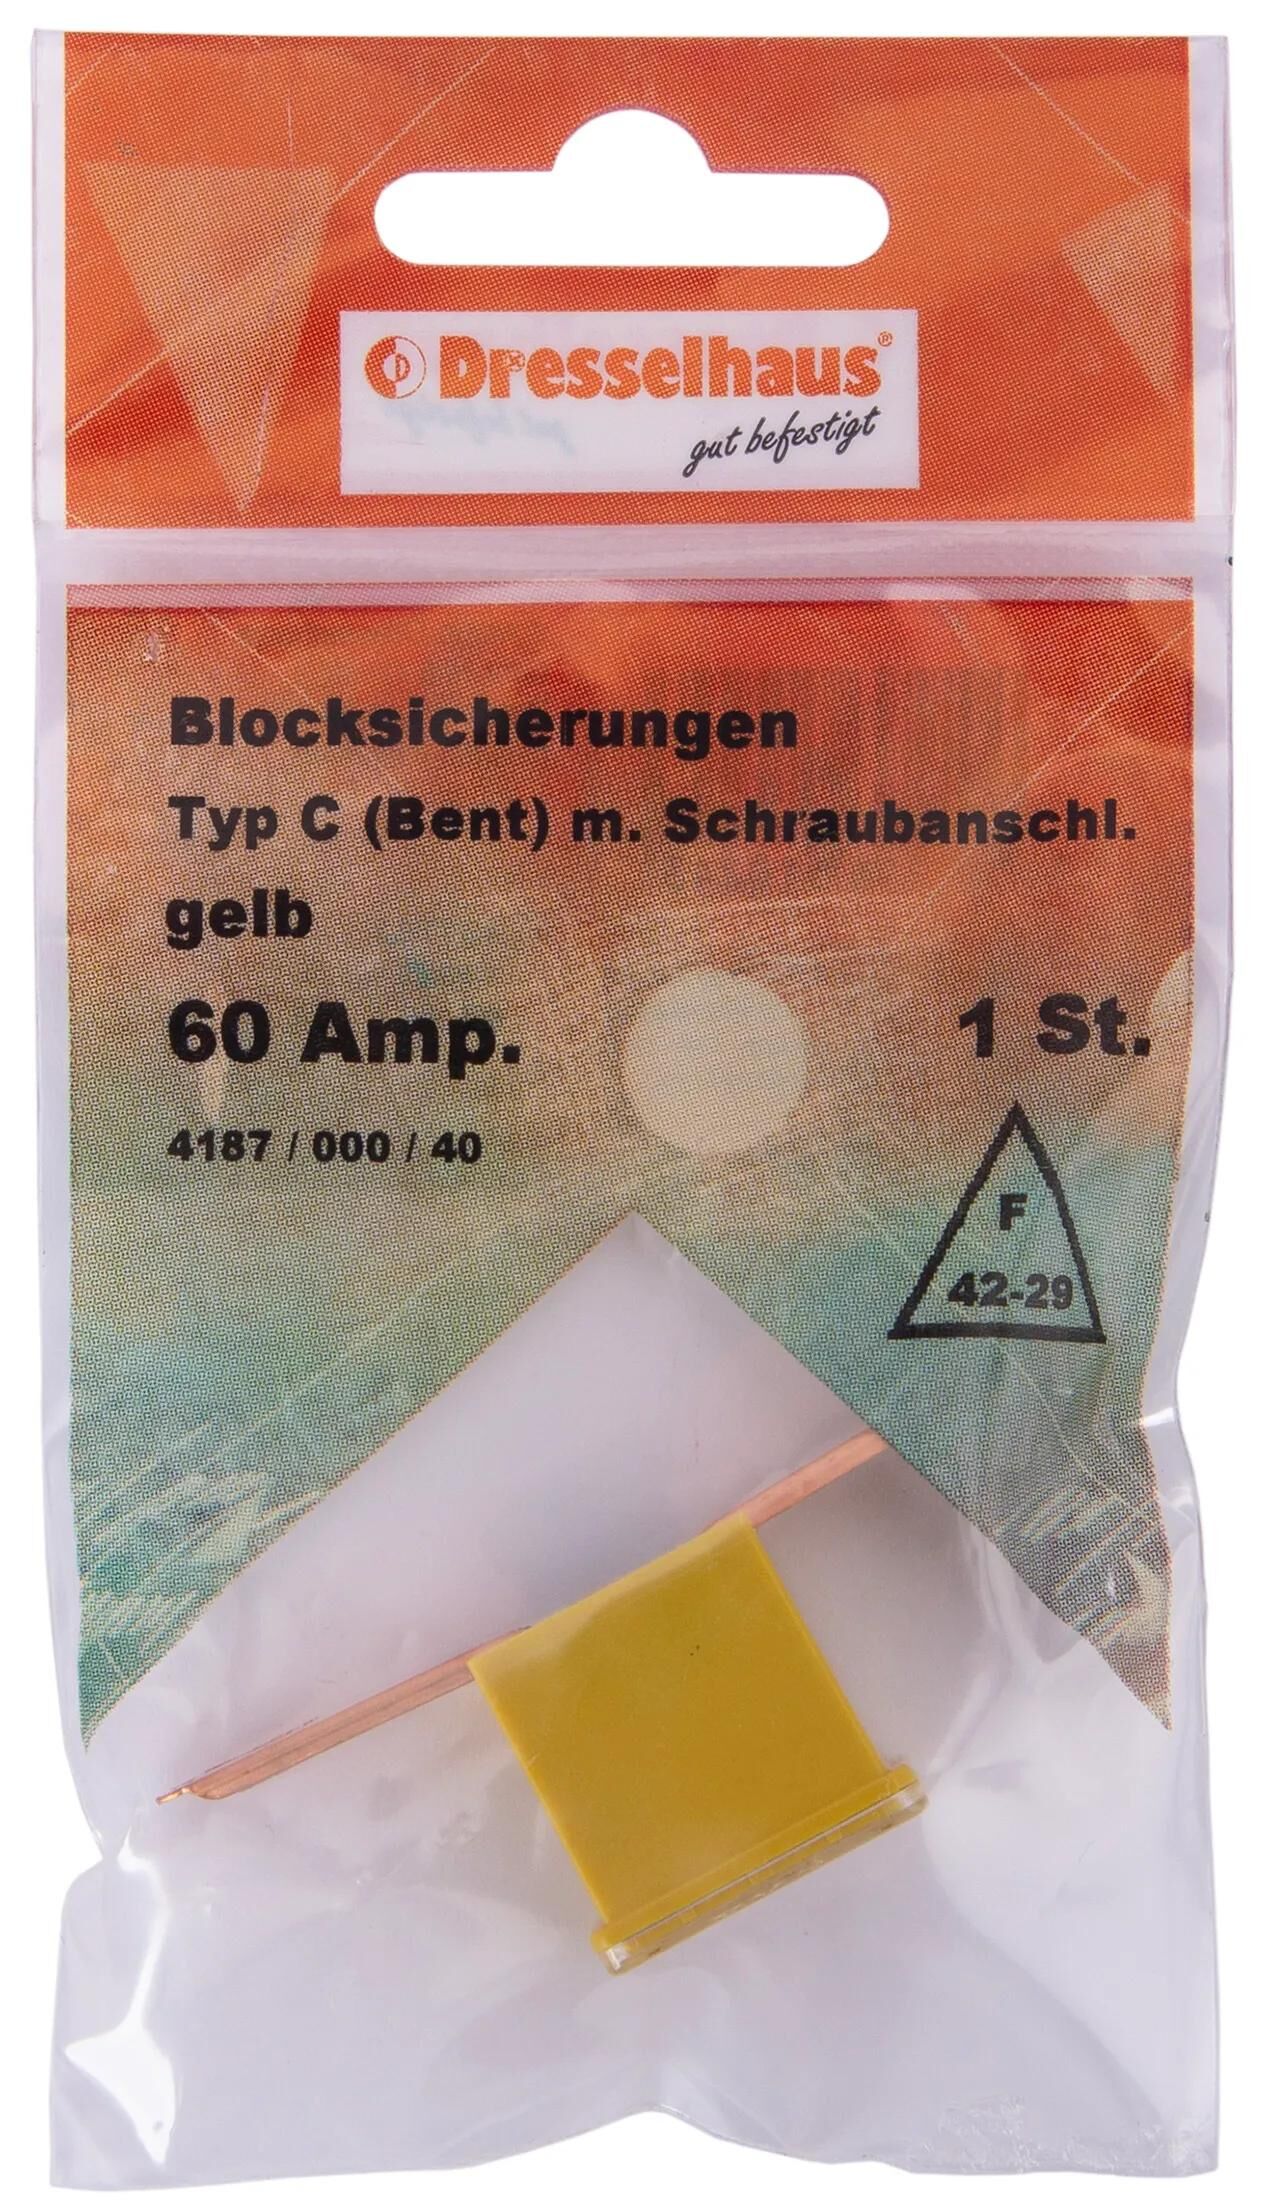 Dresselhaus®
gut befestigt
Blocksicherungen
Typ C (Bent) m. Schraubanschl.
gelb
60 Amp. 1 St.
4187 / 000 / 40
F
42-29